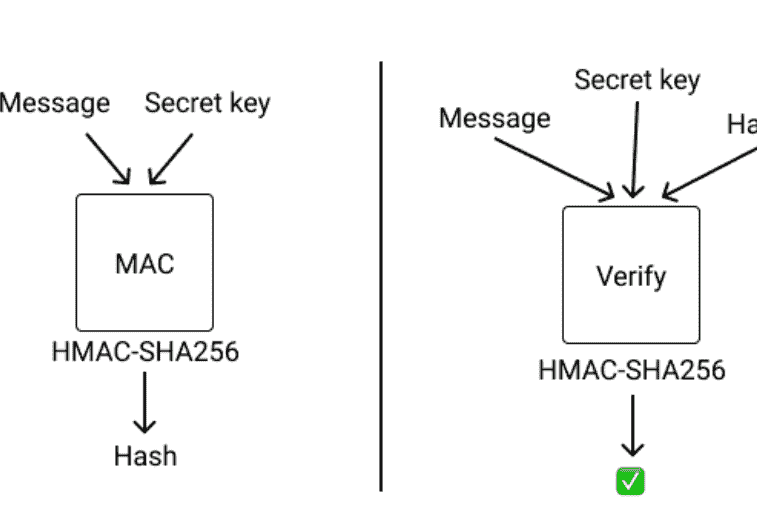 Message Secret key
MAC
HMAC-SHA256
Hash
Secret key
Message
Verify
HMAC-SHA256